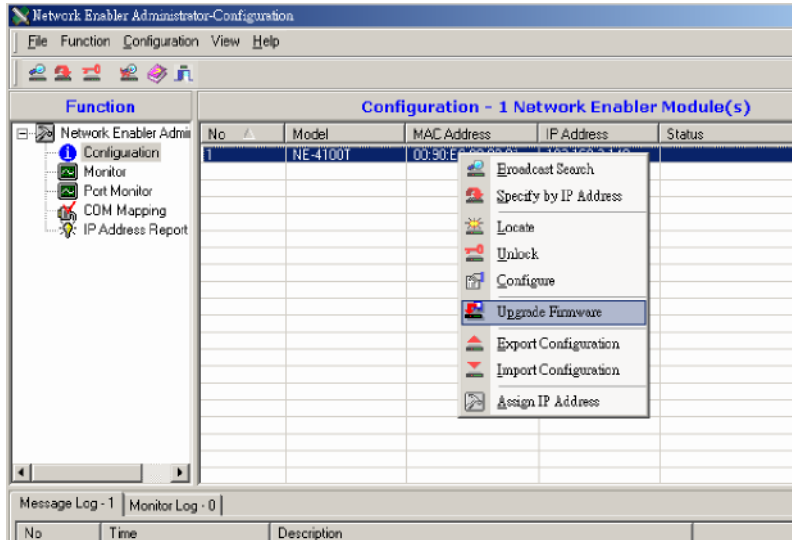 Network Enabler Administrator-Configuration
File Function Configuration View Help
Function
Configuration - 1 Network Enabler Module(s)
Network Enabler Admi
Configuration
Monitor
Port Monitor
COM Mapping
IP Address Report
No Model MAC Address IP Address Status
1 NE-4100T
Broadcast Search
Specify by IP Address
Locate
Unlock
Configure
Upgrade Firmware
Export Configuration
Import Configuration
Assign IP Address
Message Log - 1 Monitor Log - 0
No Time Description